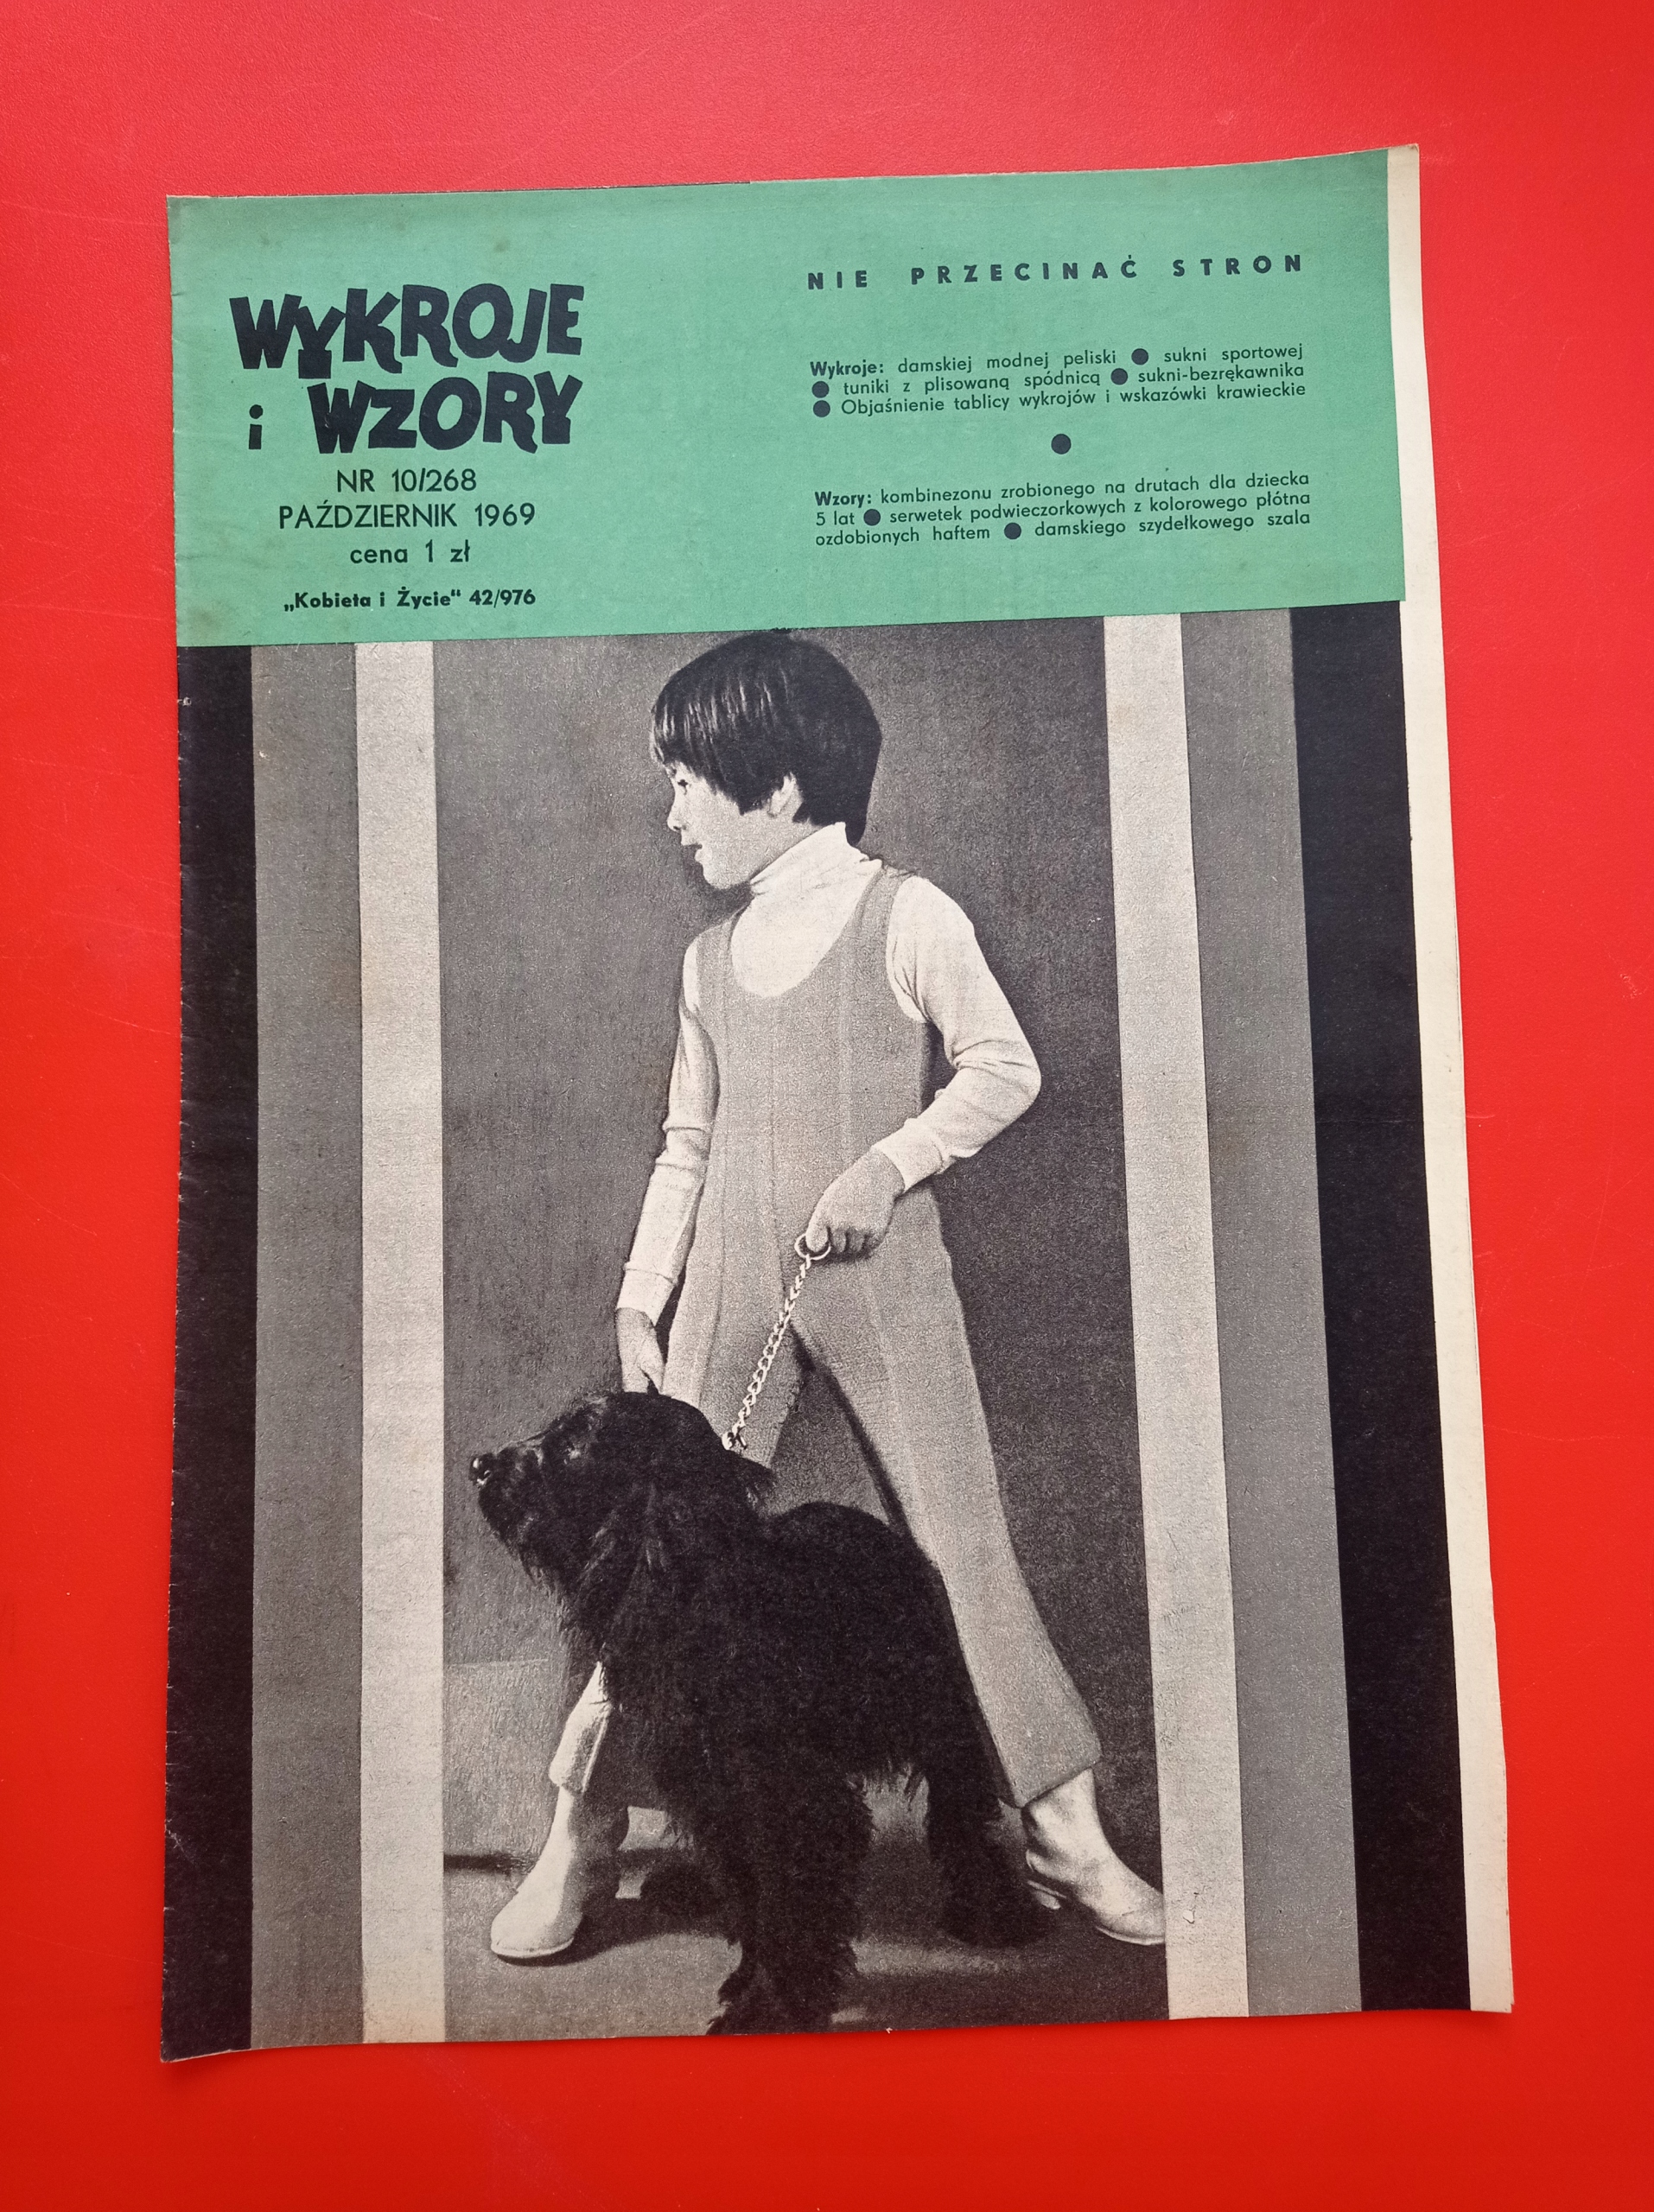 WYKROJE
i WZORY
NR 10/268
PAŹDZIERNIK 1969
cena 1 zł
„Kobieta i Życie“ 42/976
NIE PRZECINAĆ STRON
Wykroje: damskiej modnej peliski ● sukni sportowej
● tuniki z plisowaną spódnicą ● sukni-bezrękawnika
● Objaśnienie tablicy wykrojów i wskazówki krawieckie
●
Wzory: kombinezonu zrobionego na drutach dla dziecka
5 lat ● serwetek podwieczorkowych z kolorowego płótna
ozdobionych haftem ● damskiego szydełkowego szala